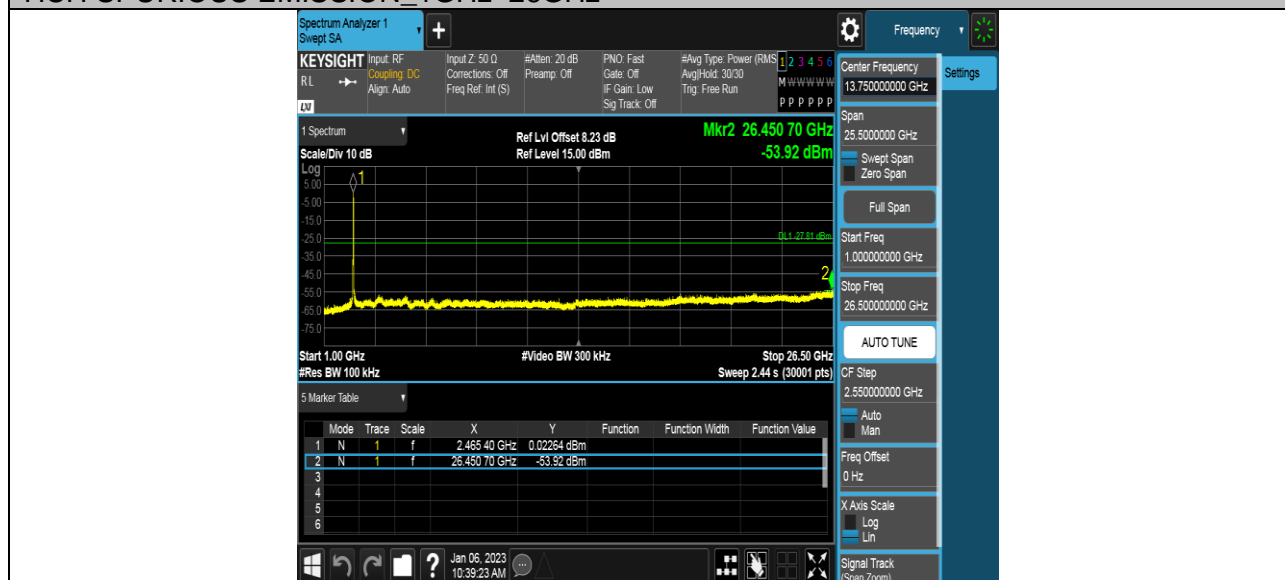 Spectrum Analyzer 1
Swept SA
+
Frequency
KEYSIGHT
RL
LXI
Input: RF
Coupling: DC
Align: Auto
Input Z: 50 Ω
Corrections: Off
Freq Ref: Int (S)
#Atten: 20 dB
Preamp: Off
PNO: Fast
Gate: Off
IF Gain: Low
Sig Track: Off
#Avg Type: Power (RMS
Avg|Hold: 30/30
Trig: Free Run
1 2 3 4 5 6
M W W W W W
P P P P P P
Center Frequency
13.750000000 GHz
Settings
1 Spectrum
Scale/Div 10 dB
Ref Lvl Offset 8.23 dB
Ref Level 15.00 dBm
Mkr2 26.450 70 GHz
-53.92 dBm
Span
25.5000000 GHz
Swept Span
Zero Span
Full Span
Log
5.00
-5.00
-15.0
-25.0
-35.0
-45.0
-55.0
-65.0
-75.0
1
2
DL1 -27.81 dBm
Start Freq
1.000000000 GHz
Stop Freq
26.500000000 GHz
AUTO TUNE
Start 1.00 GHz
#Res BW 100 kHz
#Video BW 300 kHz
Stop 26.50 GHz
Sweep 2.44 s (30001 pts)
CF Step
2.550000000 GHz
Auto
Man
5 Marker Table
Mode Trace Scale X Y Function Function Width Function Value
1 N 1 f 2.465 40 GHz 0.02264 dBm
2 N 1 f 26.450 70 GHz -53.92 dBm
3
4
5
6
Freq Offset
0 Hz
X Axis Scale
Log
Lin
Signal Track
(Span Zoom)
?
Jan 06, 2023
10:39:23 AM